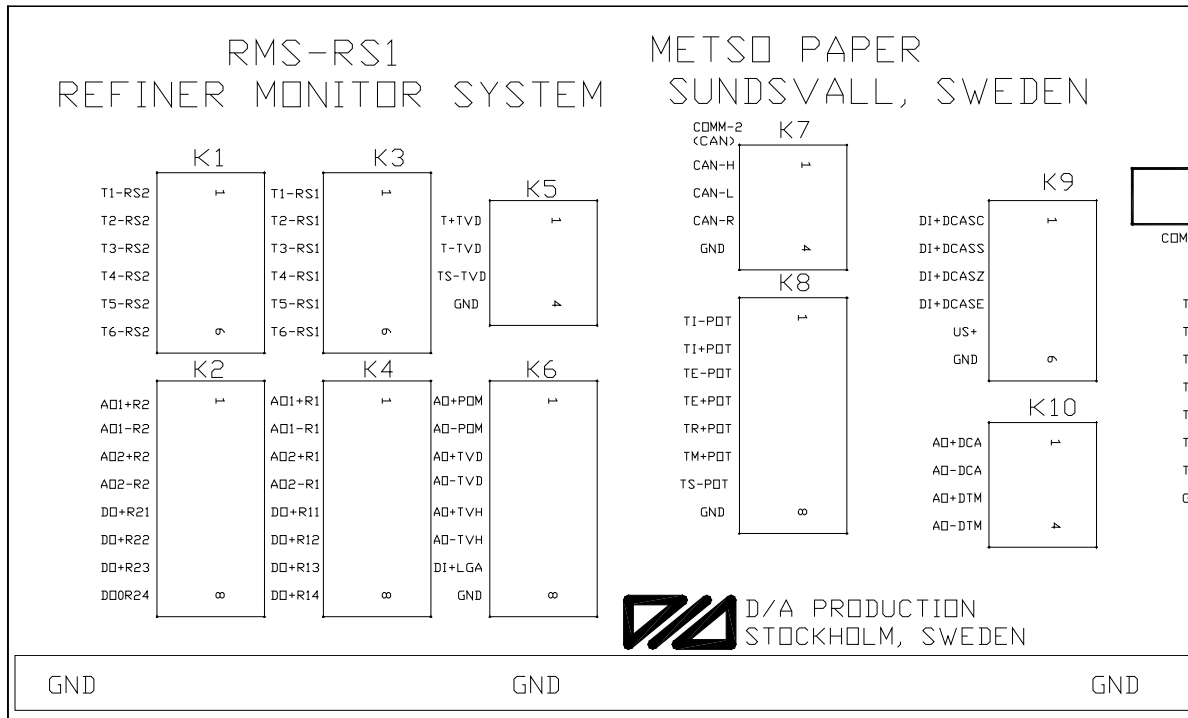 RMS-RS1
REFINER MONITOR SYSTEM
METSO PAPER
SUNDSVALL, SWEDEN
K1
1
6
T1-RS2
T2-RS2
T3-RS2
T4-RS2
T5-RS2
T6-RS2
K3
1
6
T1-RS1
T2-RS1
T3-RS1
T4-RS1
T5-RS1
T6-RS1
K5
1
4
T+TVD
T-TVD
TS-TVD
GND
K2
1
8
AO1+R2
AO1-R2
AO2+R2
AO2-R2
DO+R21
DO+R22
DO+R23
DO0R24
K4
1
8
AO1+R1
AO1-R1
AO2+R1
AO2-R1
DO+R11
DO+R12
DO+R13
DO+R14
K6
1
8
AO+POM
AO-POM
AO+TVD
AO-TVD
AO+TVH
AO-TVH
DI+LGA
GND
COMM-2
(CAN)
K7
1
4
CAN-H
CAN-L
CAN-R
GND
K8
1
8
TI-POT
TI+POT
TE-POT
TE+POT
TR+POT
TM+POT
TS-POT
GND
K9
1
6
DI+DCASC
DI+DCASS
DI+DCASZ
DI+DCASE
US+
GND
K10
1
4
AO+DCA
AO-DCA
AO+DTM
AO-DTM
COM
T
T
T
T
T
T
T
D/A PRODUCTION
STOCKHOLM, SWEDEN
GND
GND
GND